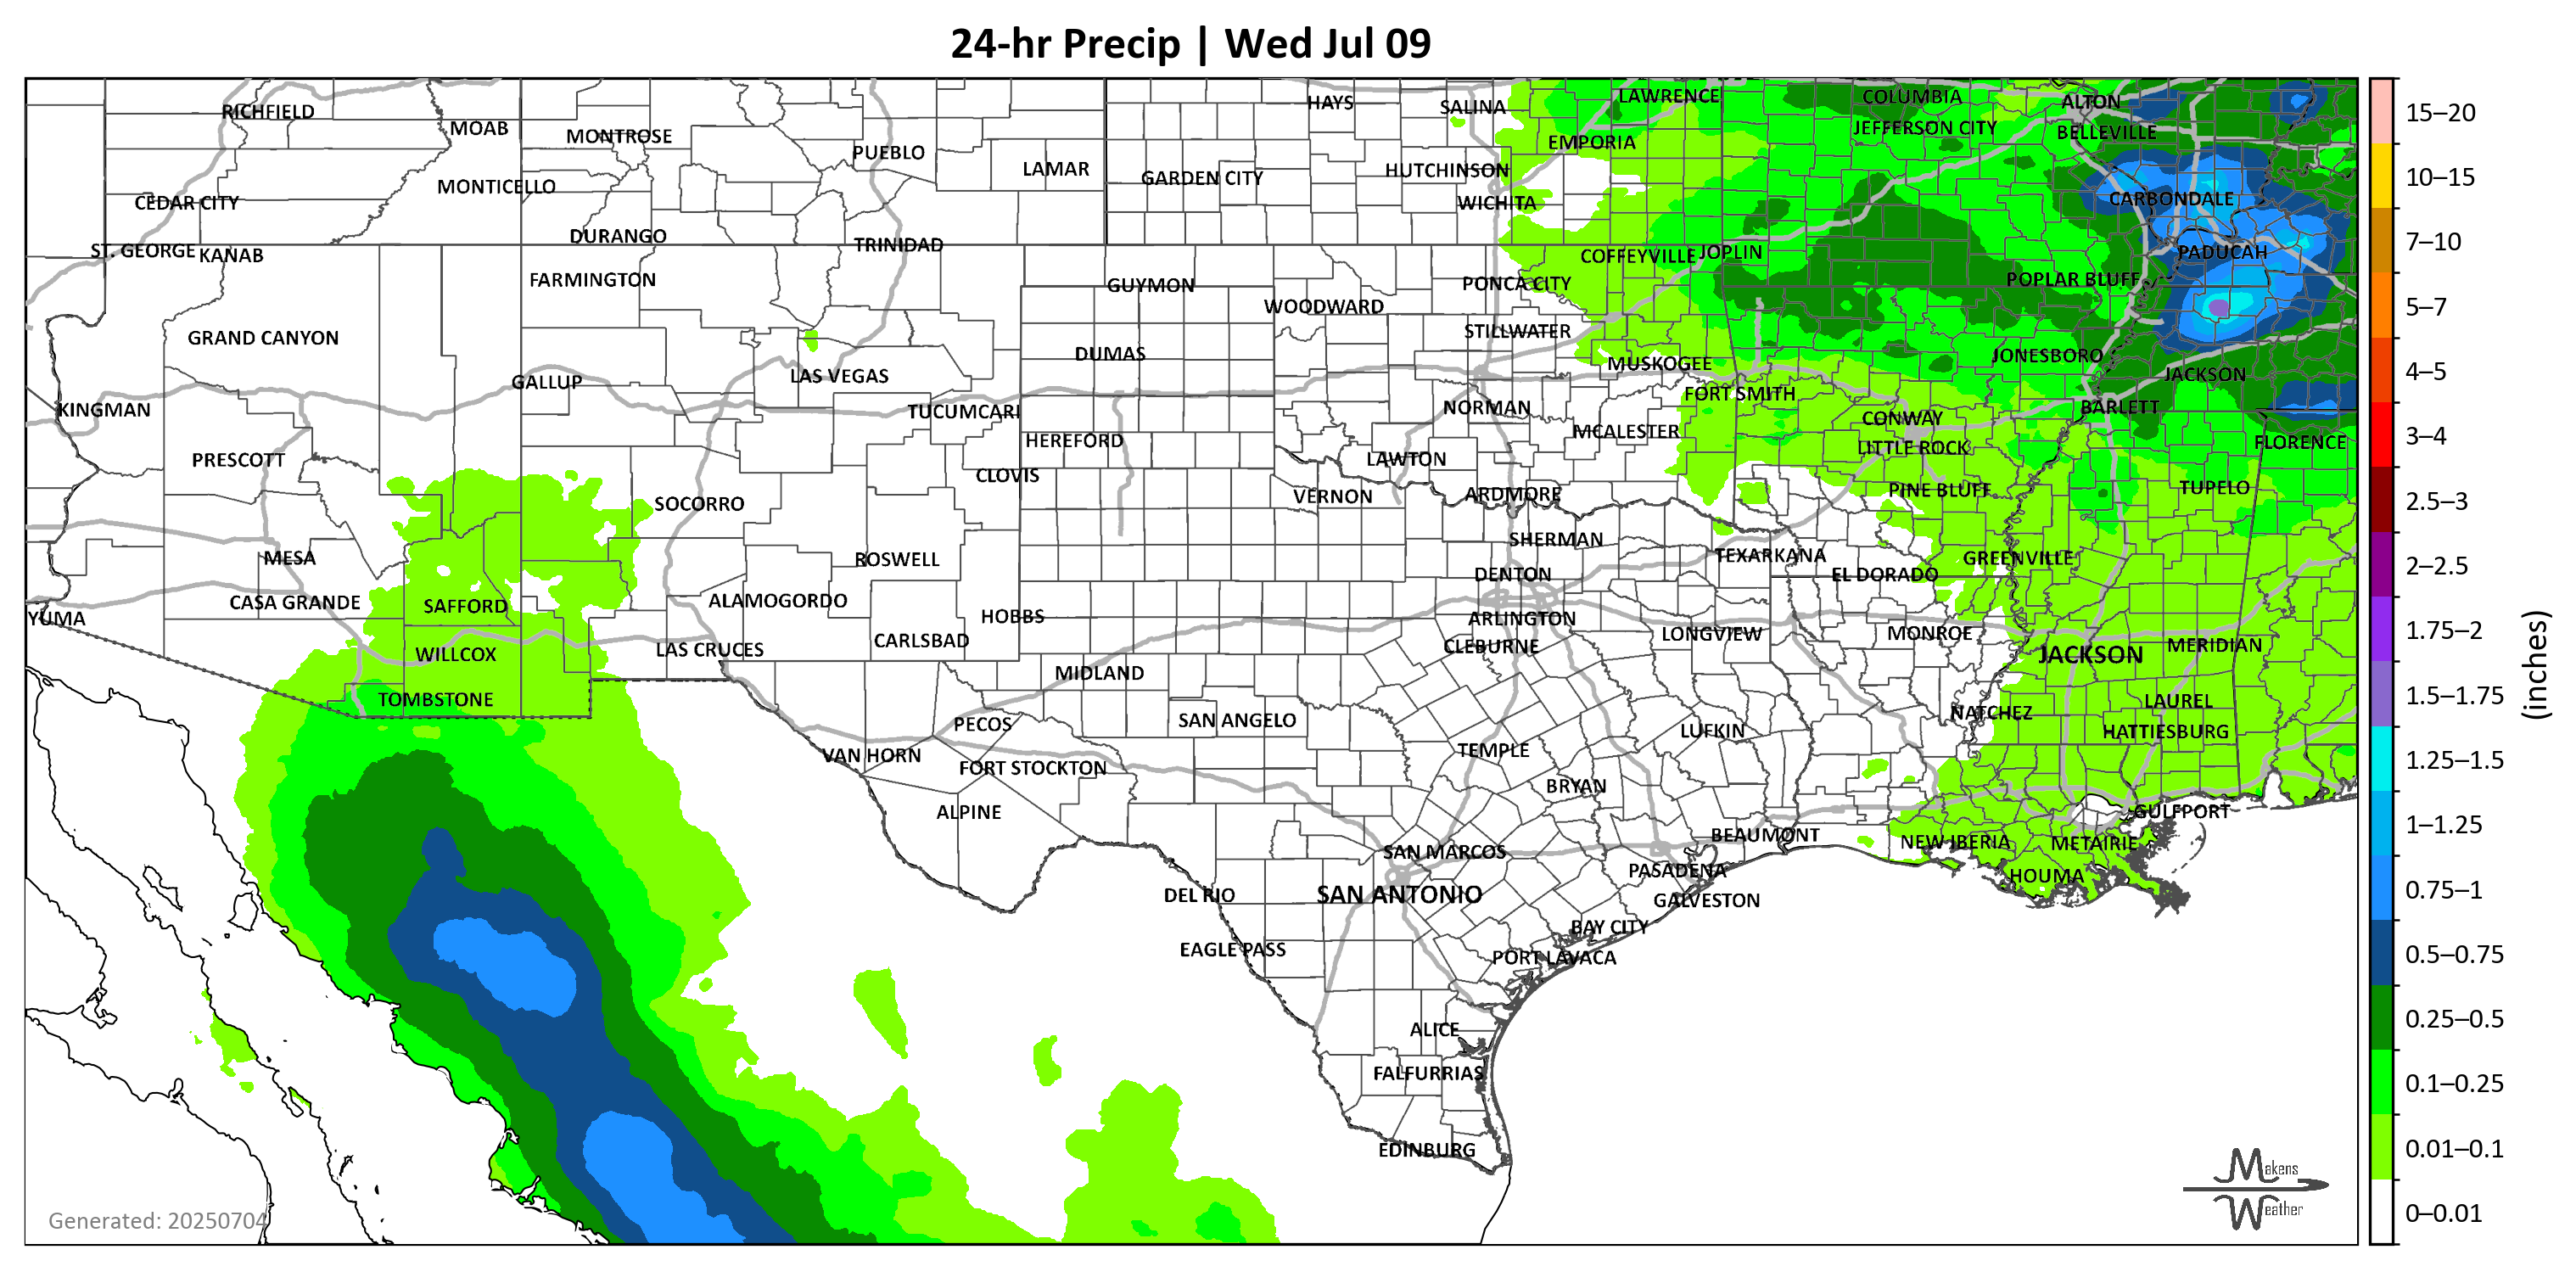 24-hr Precip | Wed Jul 09
RICHFIELD
MOAB
MONTROSE
PUEBLO
LAMAR
HAYS
SALINA
LAWRENCE
COLUMBIA
ALTON
EMPORIA
JEFFERSON CITY
BELLEVILLE
CEDAR CITY
MONTICELLO
GARDEN CITY
HUTCHINSON
WICHITA
CARBONDALE
ST. GEORGE
KANAB
DURANGO
TRINIDAD
COFFEYVILLE
JOPLIN
PADUCAH
FARMINGTON
GUYMON
WOODWARD
PONCA CITY
POPLAR BLUFF
GRAND CANYON
DUMAS
STILLWATER
MUSKOGEE
JONESBORO
JACKSON
KINGMAN
GALLUP
LAS VEGAS
TUCUMCARI
NORMAN
FORT SMITH
CONWAY
BARLETT
PRESCOTT
HEREFORD
CLOVIS
LAWTON
MCALESTER
LITTLE ROCK
FLORENCE
SOCORRO
VERNON
ARDMORE
PINE BLUFF
TUPELO
MESA
ROSWELL
SHERMAN
TEXARKANA
GREENVILLE
DENTON
EL DORADO
YUMA
CASA GRANDE
SAFFORD
ALAMOGORDO
HOBBS
ARLINGTON
WILLCOX
LAS CRUCES
CARLSBAD
CLEBURNE
LONGVIEW
MONROE
JACKSON
MERIDIAN
TOMBSTONE
MIDLAND
PECOS
SAN ANGELO
NATCHEZ
LAUREL
VAN HORN
FORT STOCKTON
TEMPLE
LUFKIN
HATTIESBURG
ALPINE
BRYAN
GULFPORT
SAN MARCOS
BEAUMONT
NEW IBERIA
METAIRIE
DEL RIO
SAN ANTONIO
PASADENA
GALVESTON
HOUMA
EAGLE PASS
BAY CITY
PORT LAVACA
ALICE
FALFURRIAS
EDINBURG
Generated: 20250704
Makens
Weather
15–20
10–15
7–10
5–7
4–5
3–4
2.5–3
2–2.5
1.75–2
1.5–1.75
1.25–1.5
1–1.25
0.75–1
0.5–0.75
0.25–0.5
0.1–0.25
0.01–0.1
0–0.01
(inches)